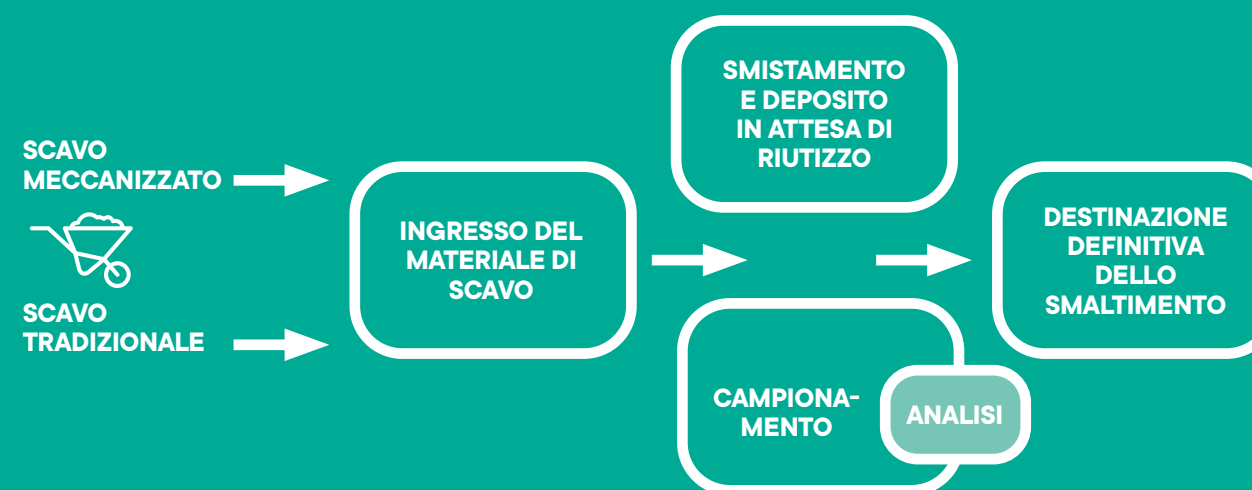 SCAVO
MECCANIZZATO
SCAVO
TRADIZIONALE
INGRESSO DEL
MATERIALE DI
SCAVO
SMISTAMENTO
E DEPOSITO
IN ATTESA DI
RIUTIZZO
CAMPIONA-
MENTO
ANALISI
DESTINAZIONE
DEFINITIVA
DELLO
SMALTIMENTO